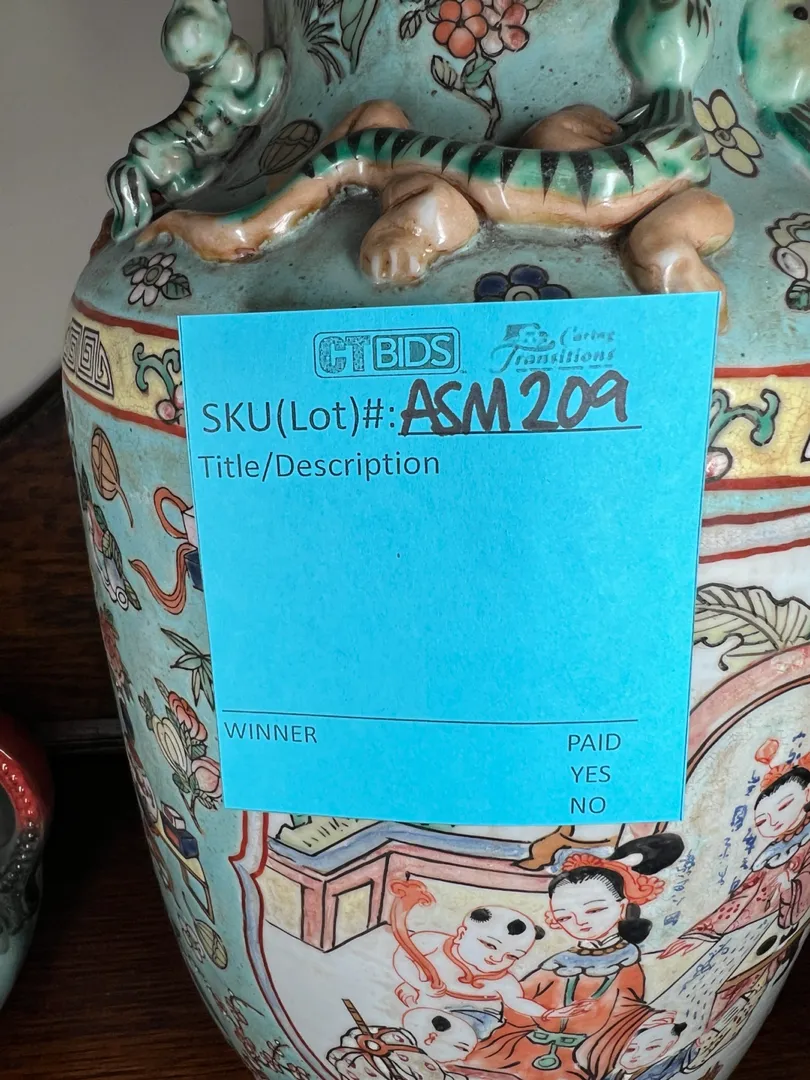 CTBIDS
Caring
Transitions
SKU(Lot)#: ASM209
Title/Description
WINNER
PAID
YES
NO